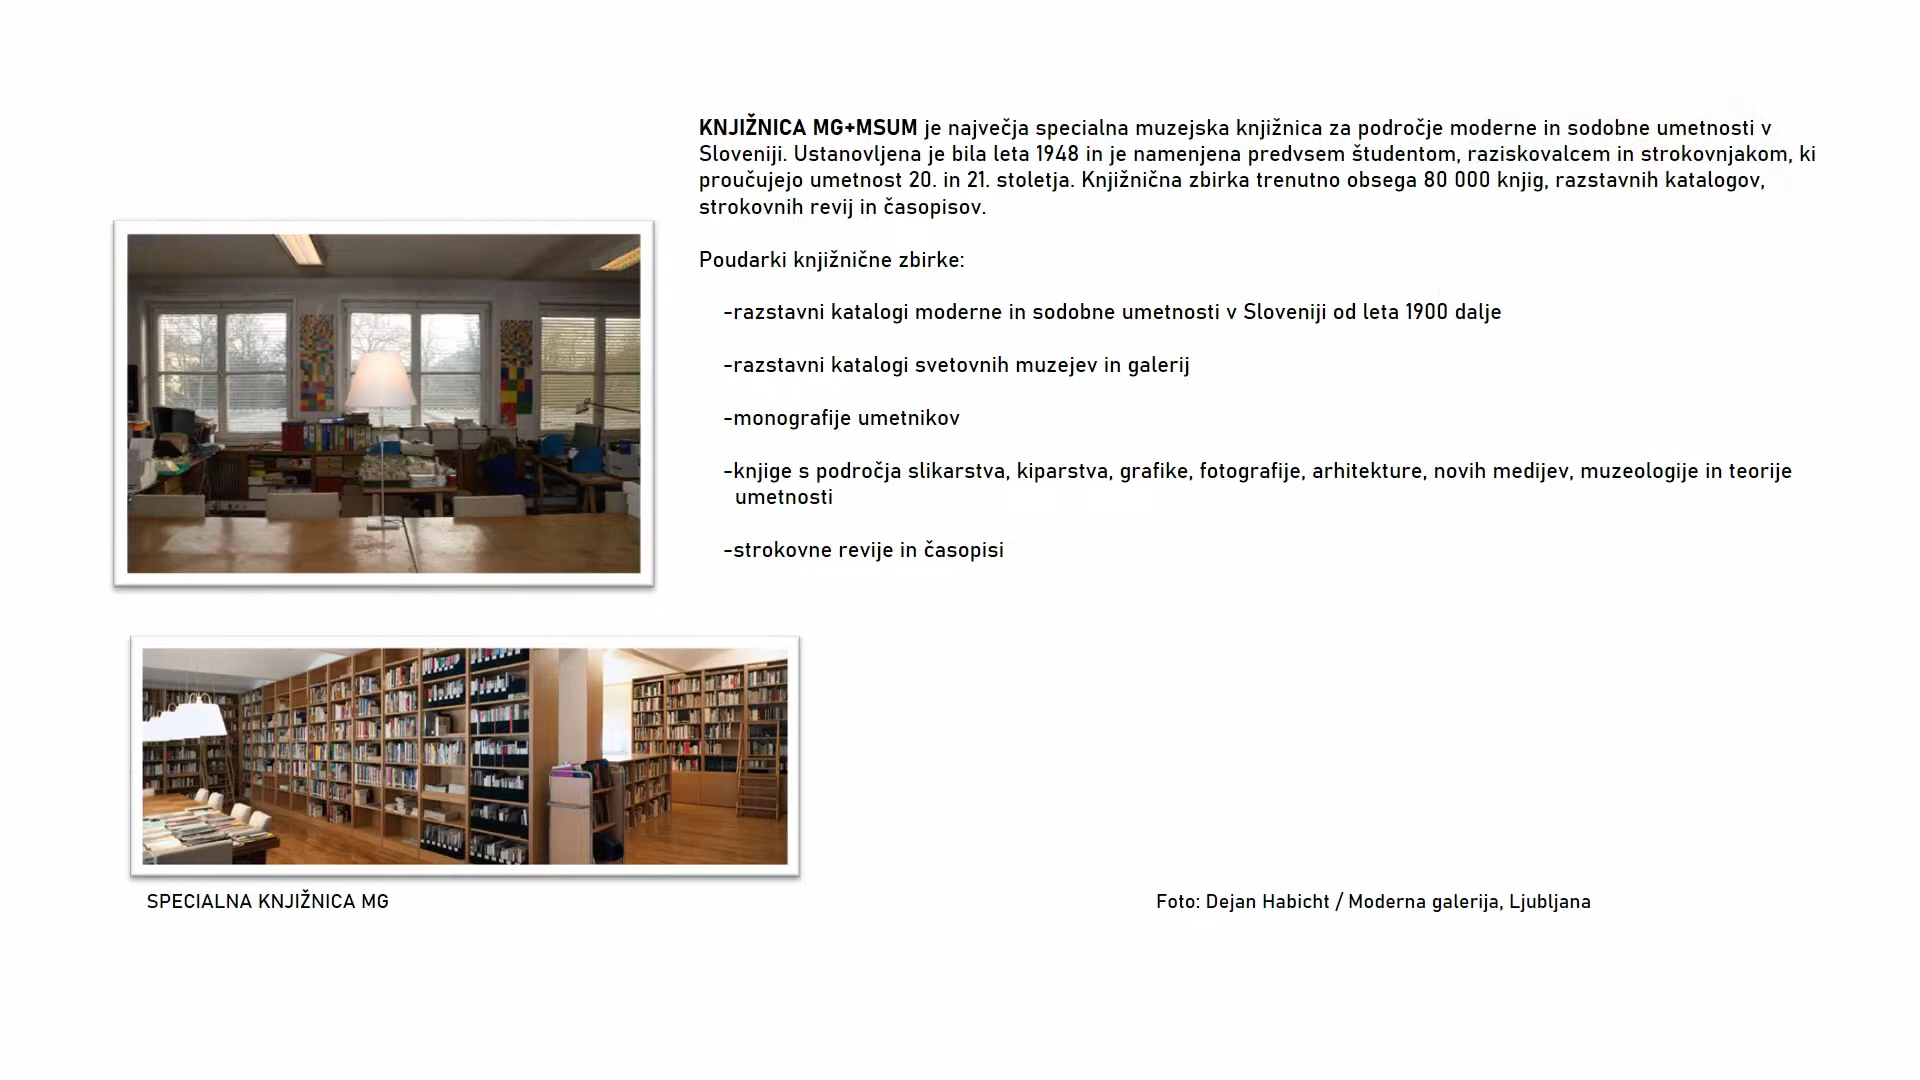 KNJIŽNICA MG+MSUM je največja specialna muzejska knjižnica za področje moderne in sodobne umetnosti v
Sloveniji. Ustanovljena je bila leta 1948 in je namenjena predvsem študentom, raziskovalcem in strokovnjakom, ki
proučujejo umetnost 20. in 21. stoletja. Knjižnična zbirka trenutno obsega 80 000 knjig, razstavnih katalogov,
strokovnih revij in časopisov.
Poudarki knjižnične zbirke:
-razstavni katalogi moderne in sodobne umetnosti v Sloveniji od leta 1900 dalje
-razstavni katalogi svetovnih muzejev in galerij
-monografije umetnikov
-knjige s področja slikarstva, kiparstva, grafike, fotografije, arhitekture, novih medijev, muzeologije in teorije
umetnosti
-strokovne revije in časopisi
SPECIALNA KNJIŽNICA MG
Foto: Dejan Habicht / Moderna galerija, Ljubljana